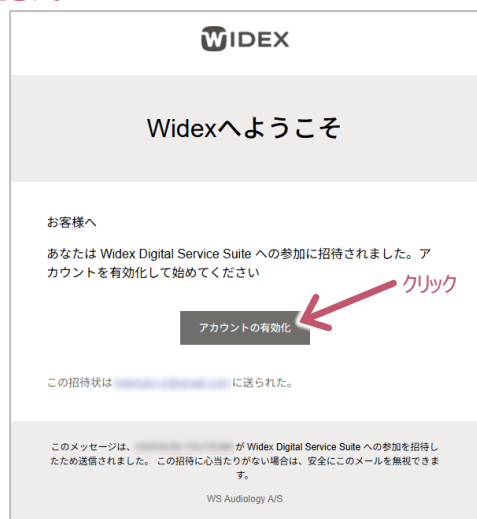 WIDEX
Widexへようこそ
お客様へ
あなたは Widex Digital Service Suite への参加に招待されました。ア
カウントを有効化して始めてください
クリック
アカウントの有効化
この招待状は に送られた。
このメッセージは、 が Widex Digital Service Suite への参加を招待し
たため送信されました。 この招待に心当たりがない場合は、安全にこのメールを無視できま
す。
WS Audiology A/S